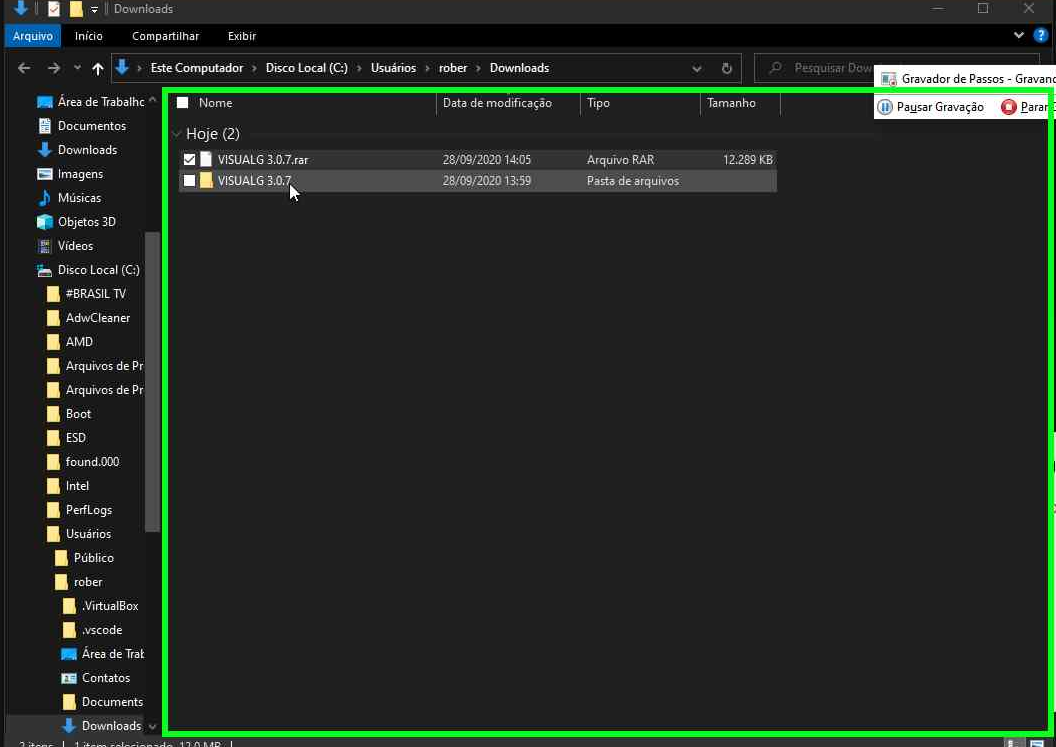 Downloads
Arquivo Início Compartilhar Exibir
Este Computador › Disco Local (C:) › Usuários › rober › Downloads
Pesquisar Dow
Gravador de Passos - Gravand
Pausar Gravação Parar G
Nome Data de modificação Tipo Tamanho
Hoje (2)
VISUALG 3.0.7.rar 28/09/2020 14:05 Arquivo RAR 12.289 KB
VISUALG 3.0.7 28/09/2020 13:59 Pasta de arquivos
Área de Trabalhc
Documentos
Downloads
Imagens
Músicas
Objetos 3D
Vídeos
Disco Local (C:)
#BRASIL TV
AdwCleaner
AMD
Arquivos de Pr
Arquivos de Pr
Boot
ESD
found.000
Intel
PerfLogs
Usuários
Público
rober
.VirtualBox
.vscode
Área de Trab
Contatos
Documents
Downloads
2 itens 1 item selecionado 12,0 MB